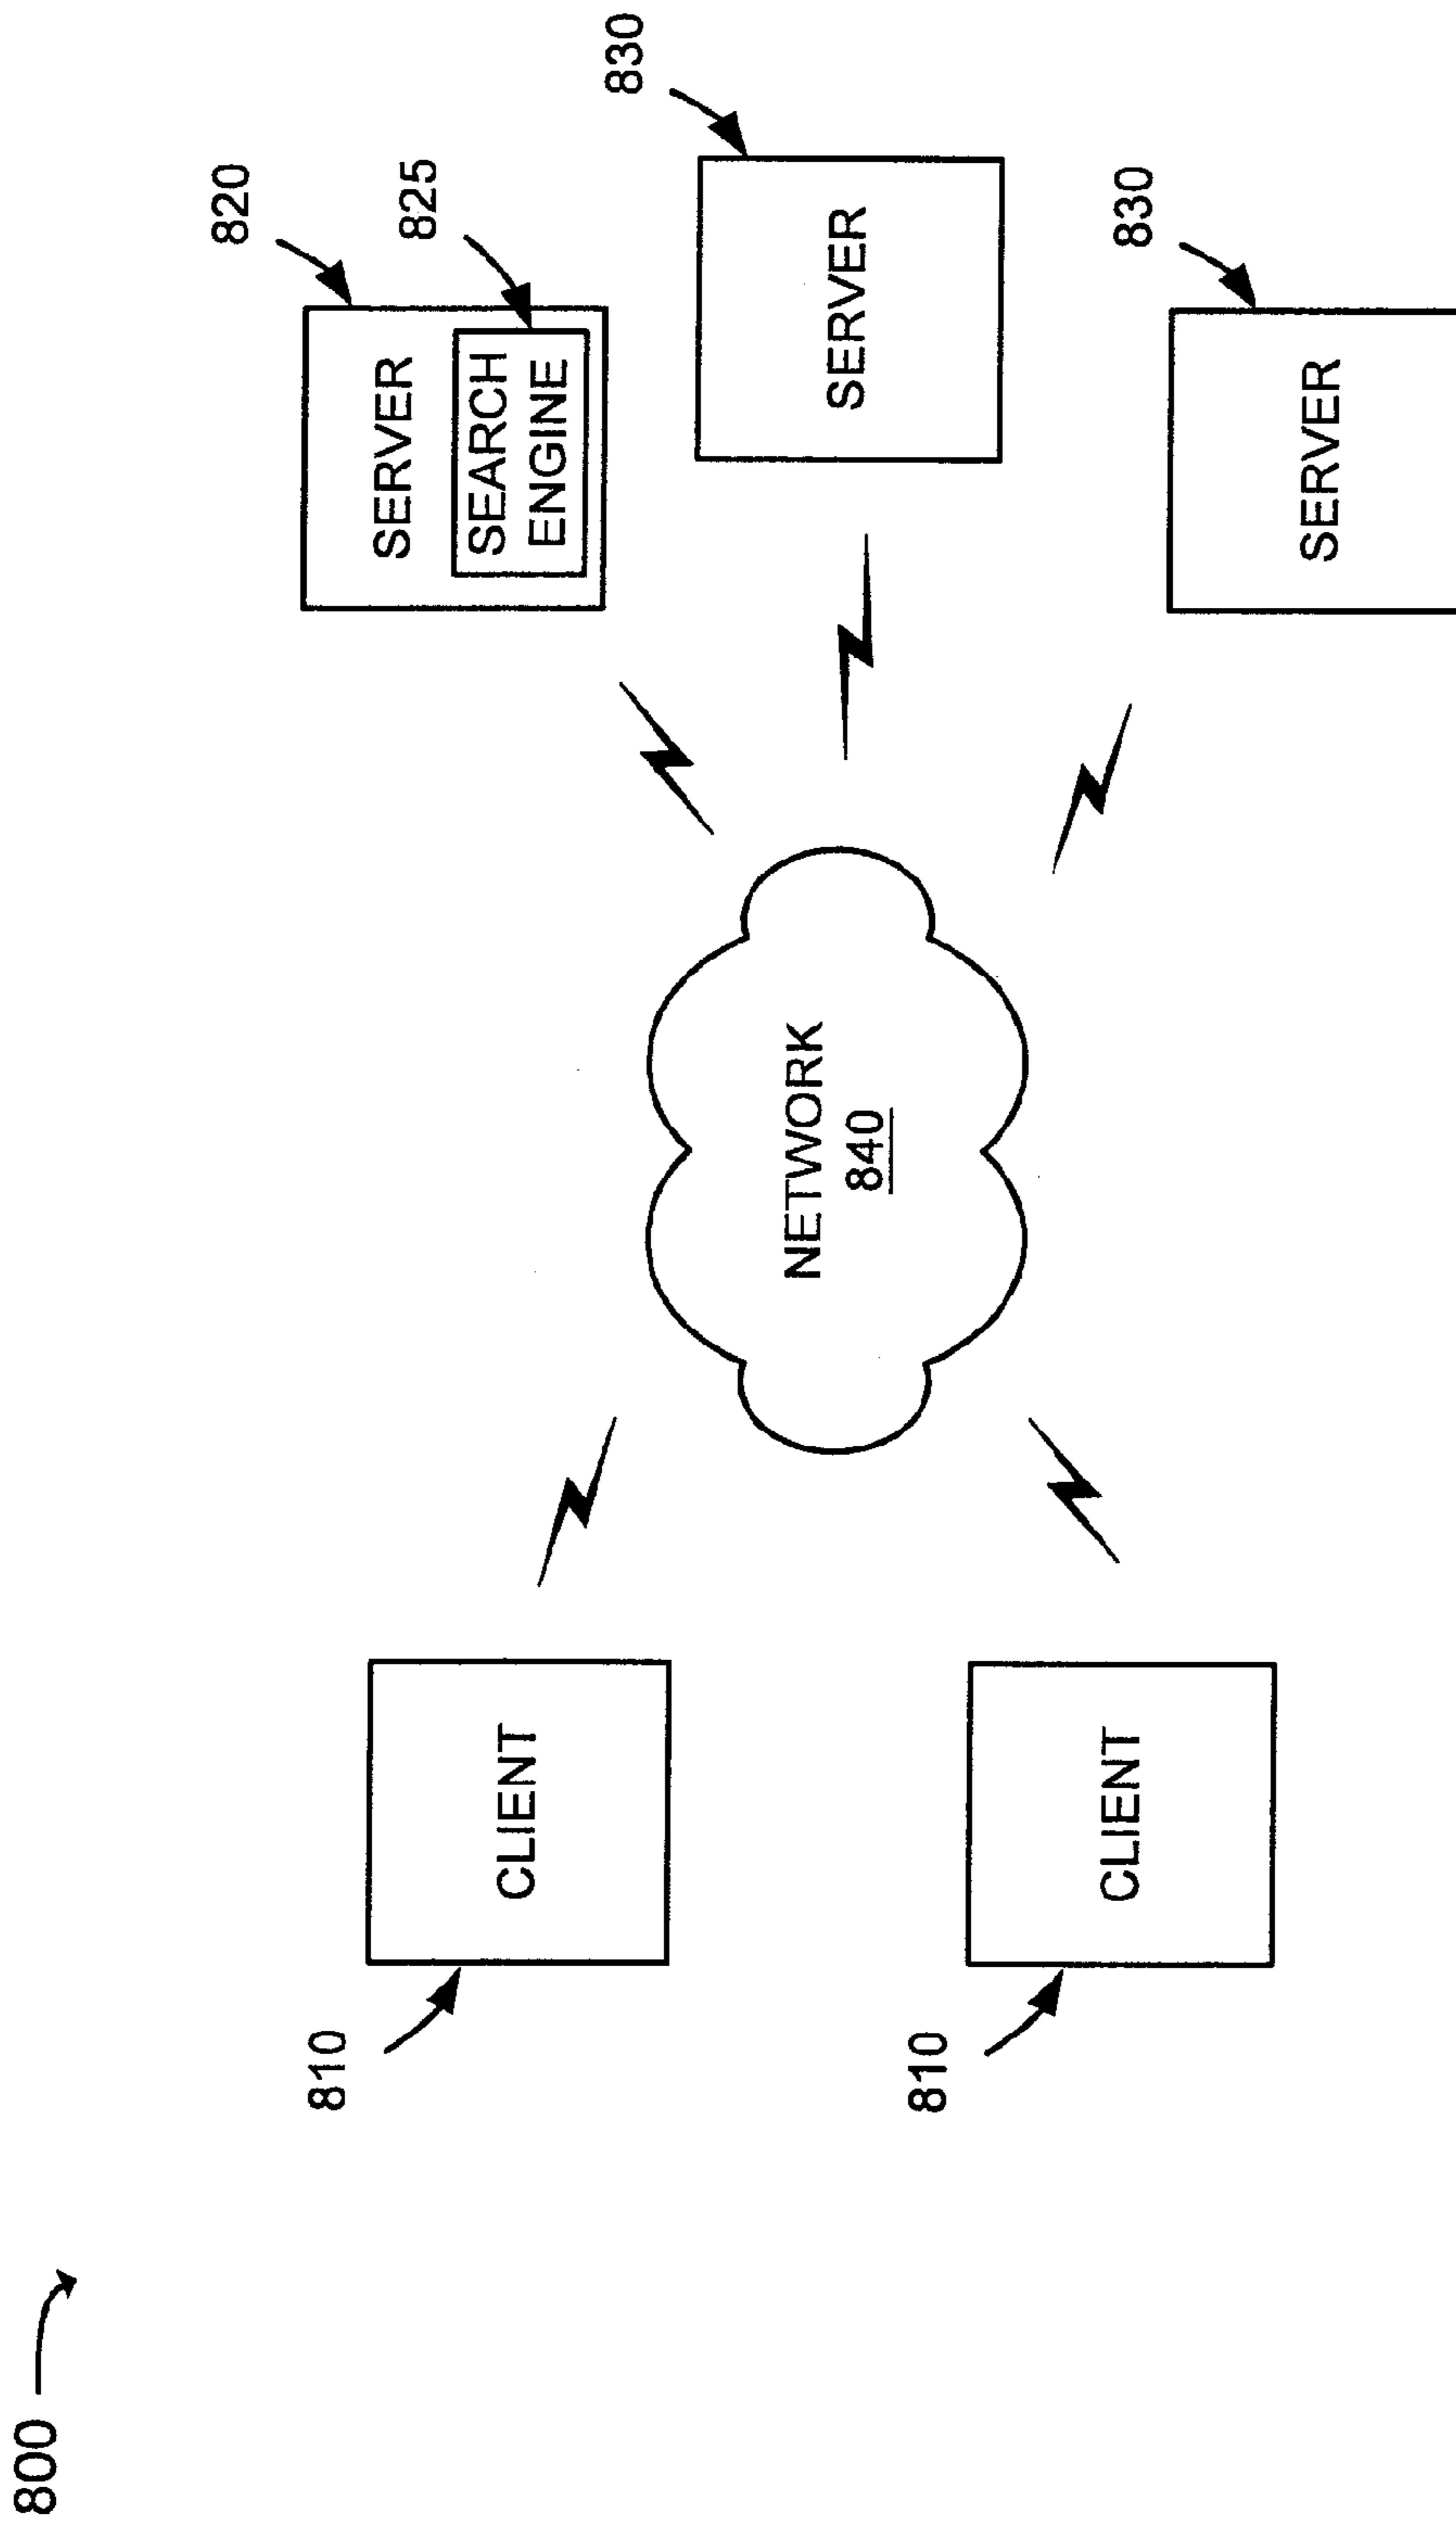 800
820
SERVER
825
SEARCH
ENGINE
830
SERVER
830
SERVER
NETWORK
840
810
CLIENT
810
CLIENT